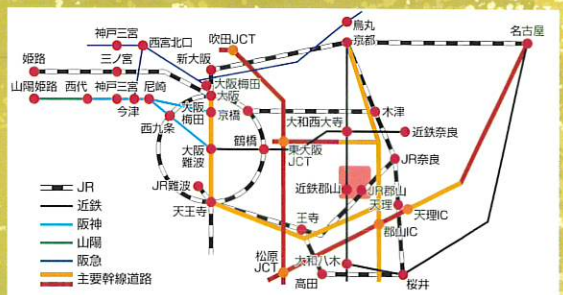 烏丸
神戸三宮
西宮北口
吹田JCT
京都
名古屋
姫路
三ノ宮
新大阪
大阪梅田
山陽姫路
西代
神戸三宮
尼崎
大阪
今津
大阪
梅田
京橋
木津
西九条
大和西大寺
近鉄奈良
鶴橋
大阪
難波
東大阪
JCT
JR奈良
JR難波
近鉄郡山
JR郡山
天理
天王寺
王寺
天理IC
郡山IC
松原
JCT
大和八木
高田
桜井
JR
近鉄
阪神
山陽
阪急
主要幹線道路